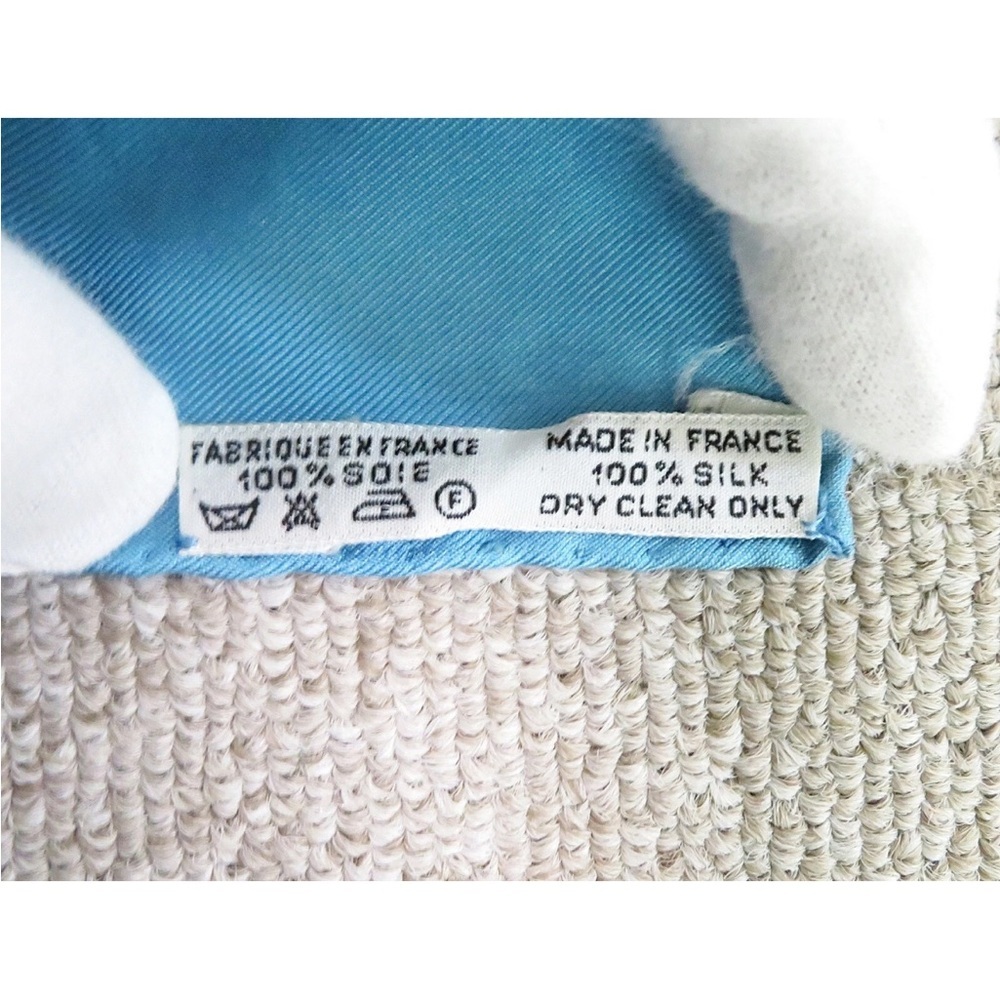 FABRIQUE EN FRANCE
100% SOIE
F
MADE IN FRANCE
100% SILK
DRY CLEAN ONLY